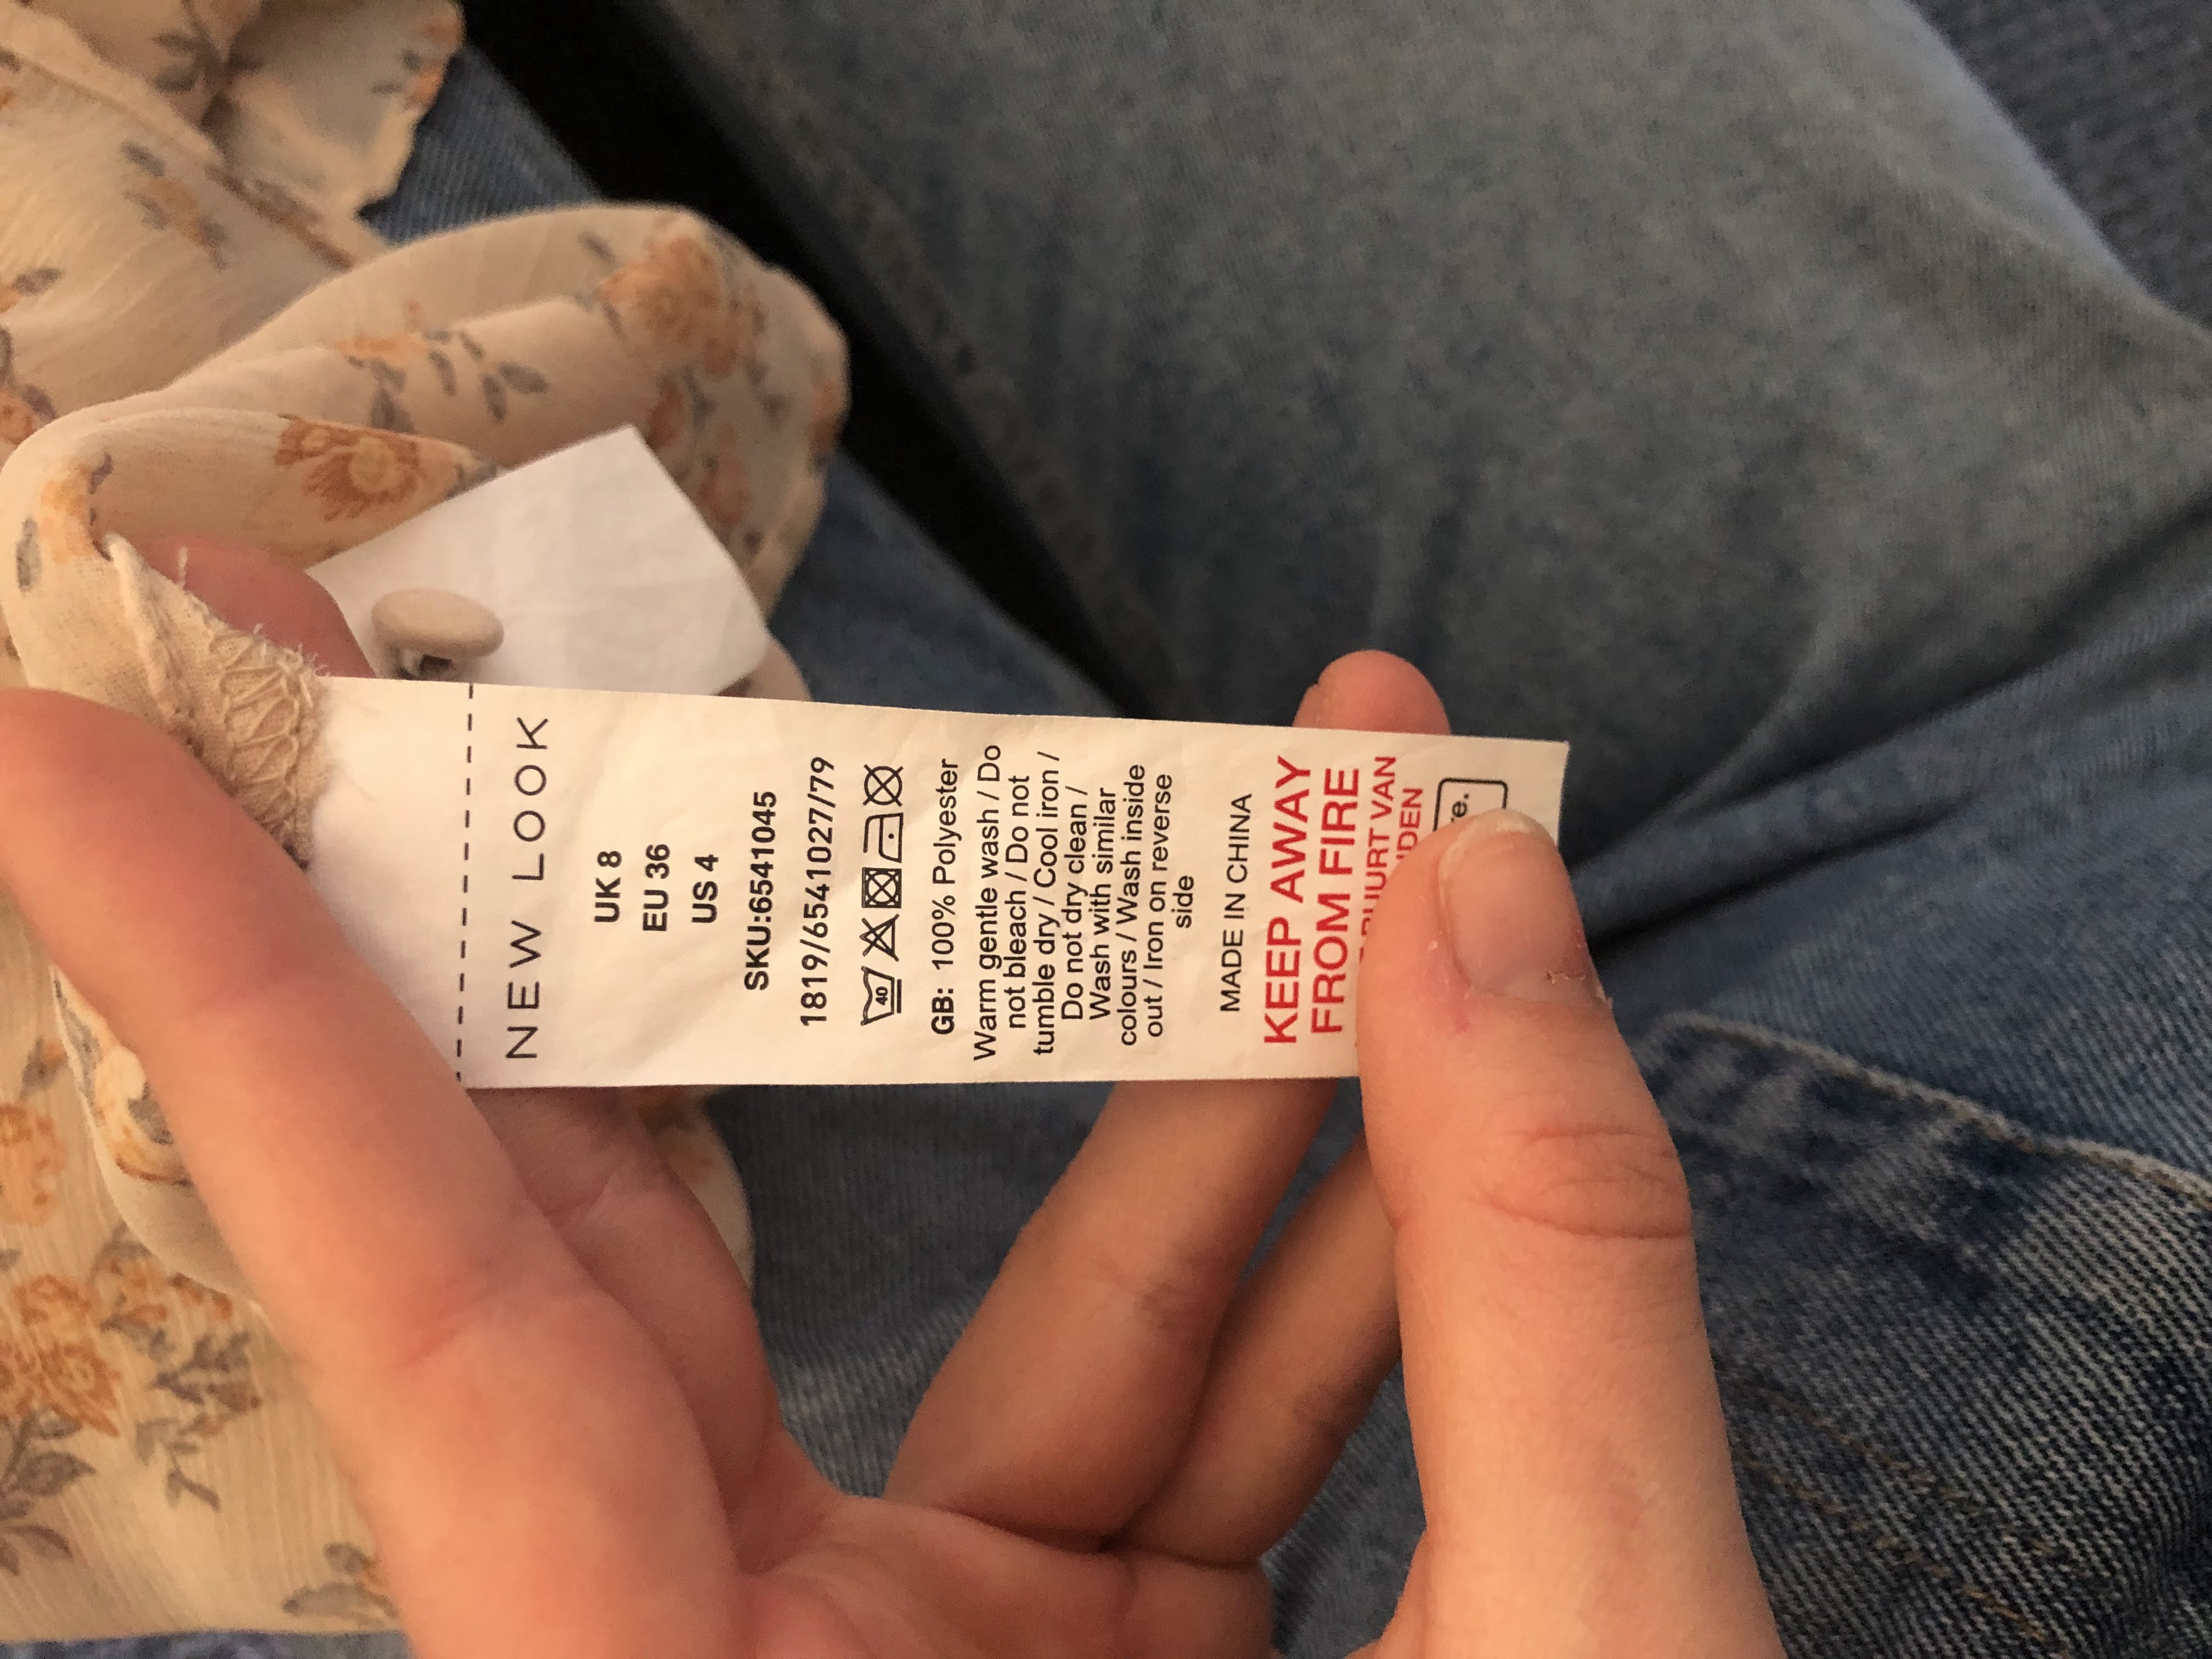 NEW LOOK
UK 8
EU 36
US 4
SKU:6541045
1819/6541027/79
40
GB: 100% Polyester
Warm gentle wash / Do
not bleach / Do not
tumble dry / Cool iron /
Do not dry clean /
Wash with similar
colours / Wash inside
out / Iron on reverse
side
MADE IN CHINA
KEEP AWAY
FROM FIRE
VAN